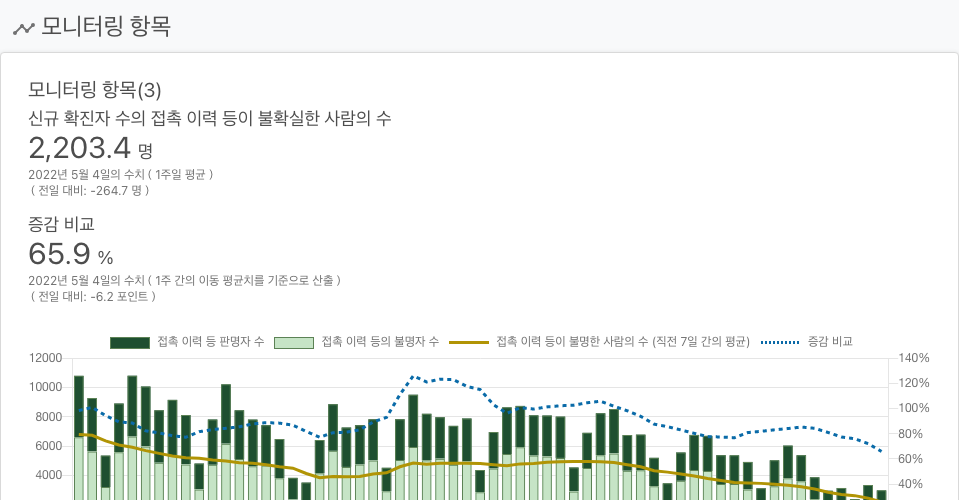 모니터링 항목
모니터링 항목(3)
신규 확진자 수의 접촉 이력 등이 불확실한 사람의 수
2,203.4 명
2022년 5월 4일의 수치 ( 1주일 평균 )
( 전일 대비: -264.7 명 )
증감 비교
65.9 %
2022년 5월 4일의 수치 ( 1주 간의 이동 평균치를 기준으로 산출 )
( 전일 대비: -6.2 포인트 )
접촉 이력 등 판명자 수 접촉 이력 등의 불명자 수 접촉 이력 등이 불명한 사람의 수 (직전 7일 간의 평균) 증감 비교
12000 140%
10000 120%
8000 100%
6000 80%
4000 60%
40%